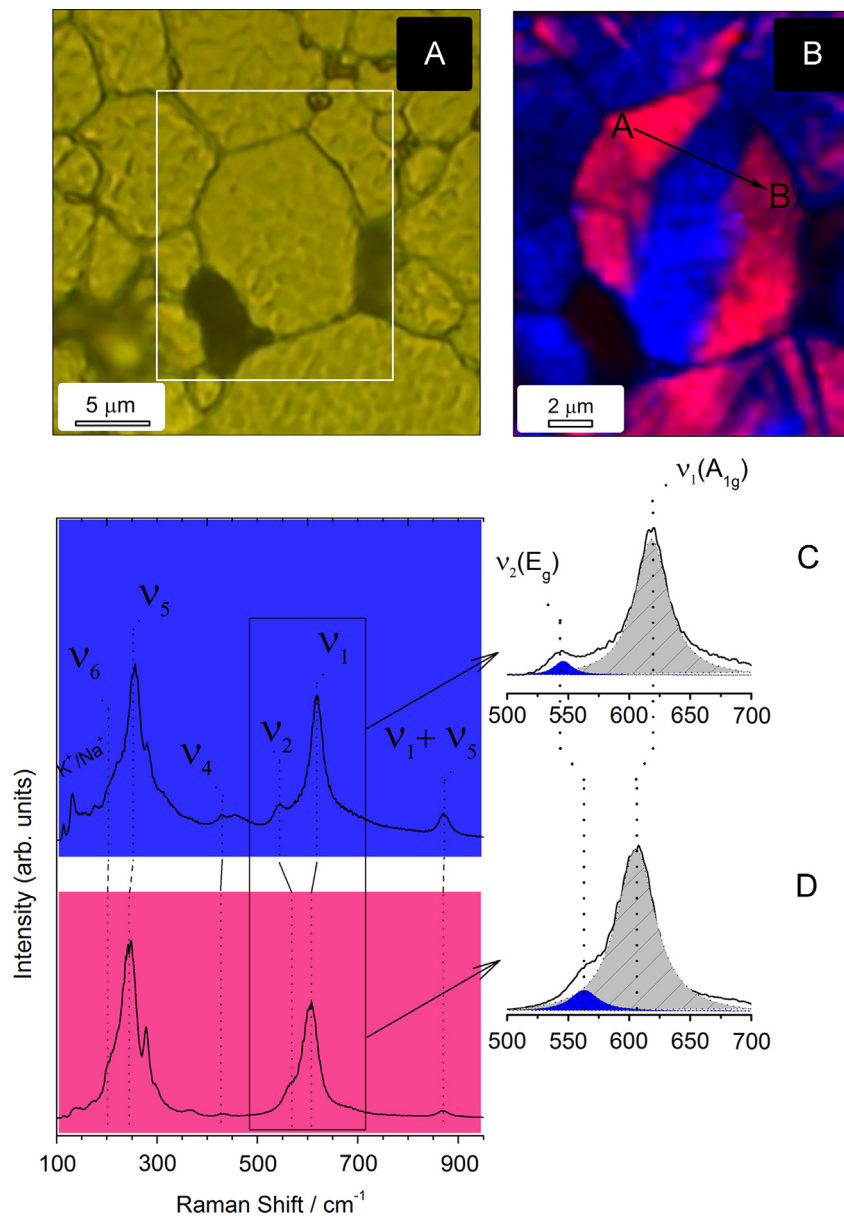 A
B
A
B
5 μm
2 μm
ν₁(A₁g)
ν₂(Eg)
C
500 550 600 650 700
ν₅
ν₆
ν₁
K⁺/Na⁺
ν₄
ν₂
ν₁+ ν₅
D
500 550 600 650 700
Intensity (arb. units)
100 300 500 700 900
Raman Shift / cm⁻¹